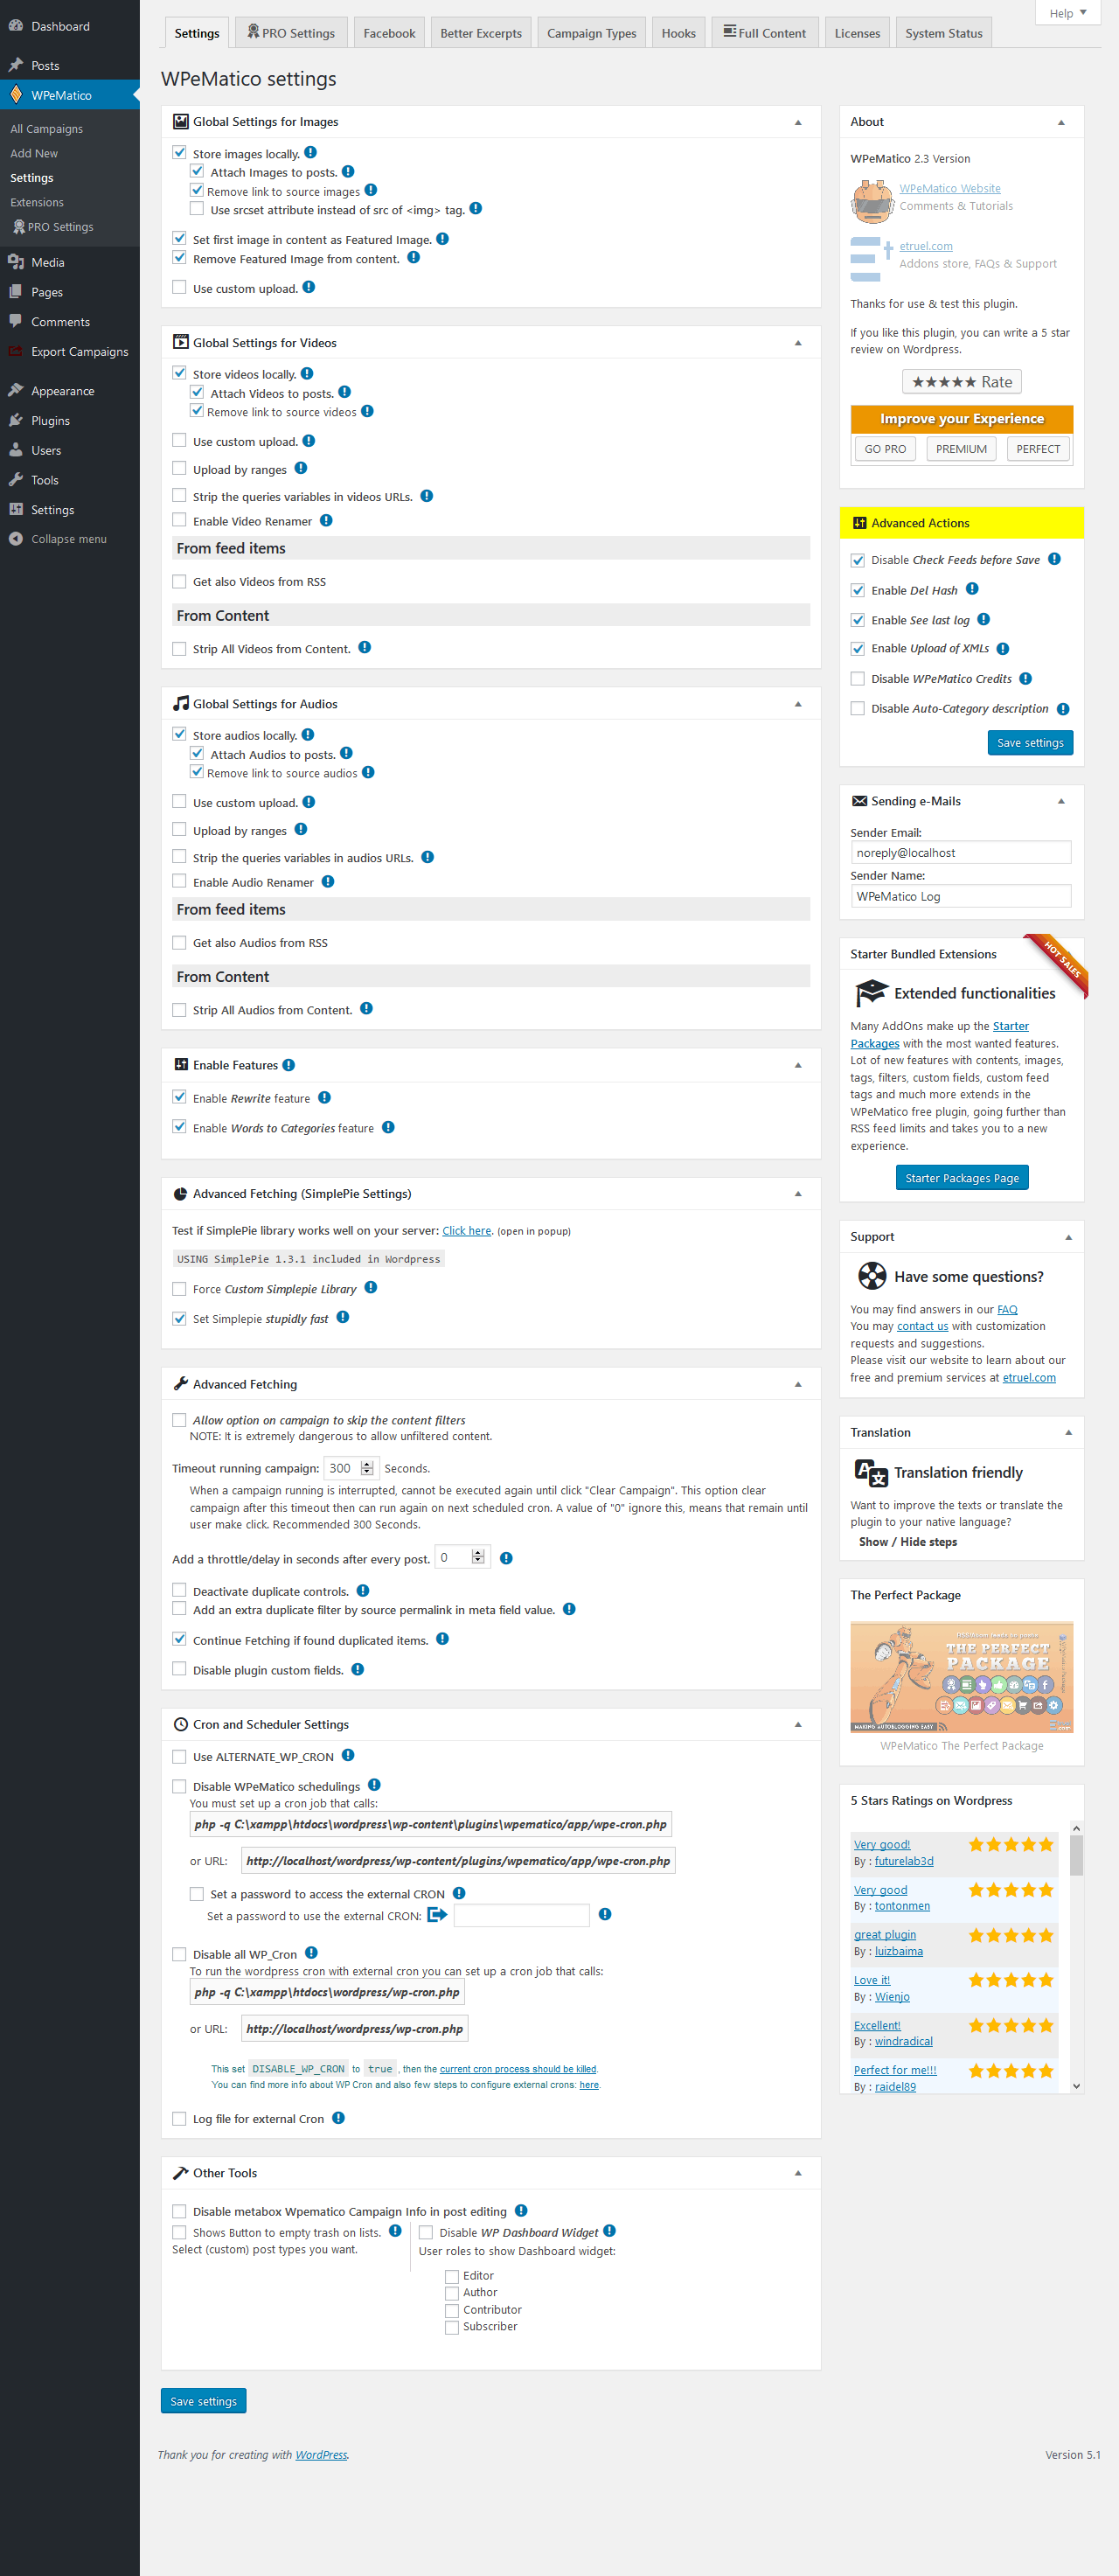 Dashboard
Posts
WPeMatico
All Campaigns
Add New
Settings
Extensions
PRO Settings
Media
Pages
Comments
Export Campaigns
Appearance
Plugins
Users
Tools
Settings
Collapse menu
Help
Settings
PRO Settings
Facebook
Better Excerpts
Campaign Types
Hooks
Full Content
Licenses
System Status
WPeMatico settings
Global Settings for Images
Store images locally.
Attach Images to posts.
Remove link to source images
Use srcset attribute instead of src of <img> tag.
Set first image in content as Featured Image.
Remove Featured Image from content.
Use custom upload.
Global Settings for Videos
Store videos locally.
Attach Videos to posts.
Remove link to source videos
Use custom upload.
Upload by ranges
Strip the queries variables in videos URLs.
Enable Video Renamer
From feed items
Get also Videos from RSS
From Content
Strip All Videos from Content.
Global Settings for Audios
Store audios locally.
Attach Audios to posts.
Remove link to source audios
Use custom upload.
Upload by ranges
Strip the queries variables in audios URLs.
Enable Audio Renamer
From feed items
Get also Audios from RSS
From Content
Strip All Audios from Content.
Enable Features
Enable Rewrite feature
Enable Words to Categories feature
Advanced Fetching (SimplePie Settings)
Test if SimplePie library works well on your server: Click here. (open in popup)
USING SimplePie 1.3.1 included in Wordpress
Force Custom Simplepie Library
Set Simplepie stupidly fast
Advanced Fetching
Allow option on campaign to skip the content filters
NOTE: It is extremely dangerous to allow unfiltered content.
Timeout running campaign: 300 Seconds.
When a campaign running is interrupted, cannot be executed again until click "Clear Campaign". This option clear
campaign after this timeout then can run again on next scheduled cron. A value of "0" ignore this, means that remain until
user make click. Recommended 300 Seconds.
Add a throttle/delay in seconds after every post. 0
Deactivate duplicate controls.
Add an extra duplicate filter by source permalink in meta field value.
Continue Fetching if found duplicated items.
Disable plugin custom fields.
Cron and Scheduler Settings
Use ALTERNATE_WP_CRON
Disable WPeMatico schedulings
You must set up a cron job that calls:
php -q C:\xampp\htdocs\wordpress\wp-content\plugins\wpematico/app/wpe-cron.php
or URL: http://localhost/wordpress/wp-content/plugins/wpematico/app/wpe-cron.php
Set a password to access the external CRON
Set a password to use the external CRON:
Disable all WP_Cron
To run the wordpress cron with external cron you can set up a cron job that calls:
php -q C:\xampp\htdocs\wordpress/wp-cron.php
or URL: http://localhost/wordpress/wp-cron.php
This set DISABLE_WP_CRON to true, then the current cron process should be killed.
You can find more info about WP Cron and also few steps to configure external crons: here.
Log file for external Cron
Other Tools
Disable metabox Wpematico Campaign Info in post editing
Shows Button to empty trash on lists.
Select (custom) post types you want.
Disable WP Dashboard Widget
User roles to show Dashboard widget:
Editor
Author
Contributor
Subscriber
Save settings
About
WPeMatico 2.3 Version
WPeMatico Website
Comments & Tutorials
etruel.com
Addons store, FAQs & Support
Thanks for use & test this plugin.
If you like this plugin, you can write a 5 star
review on Wordpress.
★★★★★ Rate
Improve your Experience
GO PRO
PREMIUM
PERFECT
Advanced Actions
Disable Check Feeds before Save
Enable Del Hash
Enable See last log
Enable Upload of XMLs
Disable WPeMatico Credits
Disable Auto-Category description
Save settings
Sending e-Mails
Sender Email:
noreply@localhost
Sender Name:
WPeMatico Log
Starter Bundled Extensions
HOT SALES
Extended functionalities
Many AddOns make up the Starter
Packages with the most wanted features.
Lot of new features with contents, images,
tags, filters, custom fields, custom feed
tags and much more extends in the
WPeMatico free plugin, going further than
RSS feed limits and takes you to a new
experience.
Starter Packages Page
Support
Have some questions?
You may find answers in our FAQ
You may contact us with customization
requests and suggestions.
Please visit our website to learn about our
free and premium services at etruel.com
Translation
Translation friendly
Want to improve the texts or translate the
plugin to your native language?
Show / Hide steps
The Perfect Package
THE PERFECT
PACKAGE
MAKING AUTOBLOGGING EASY
WPeMatico The Perfect Package
5 Stars Ratings on Wordpress
Very good!
By : futurelab3d
Very good
By : tontonmen
great plugin
By : luizbaima
Love it!
By : Wienjo
Excellent!
By : windradical
Perfect for me!!!
By : raidel89
Thank you for creating with WordPress.
Version 5.1